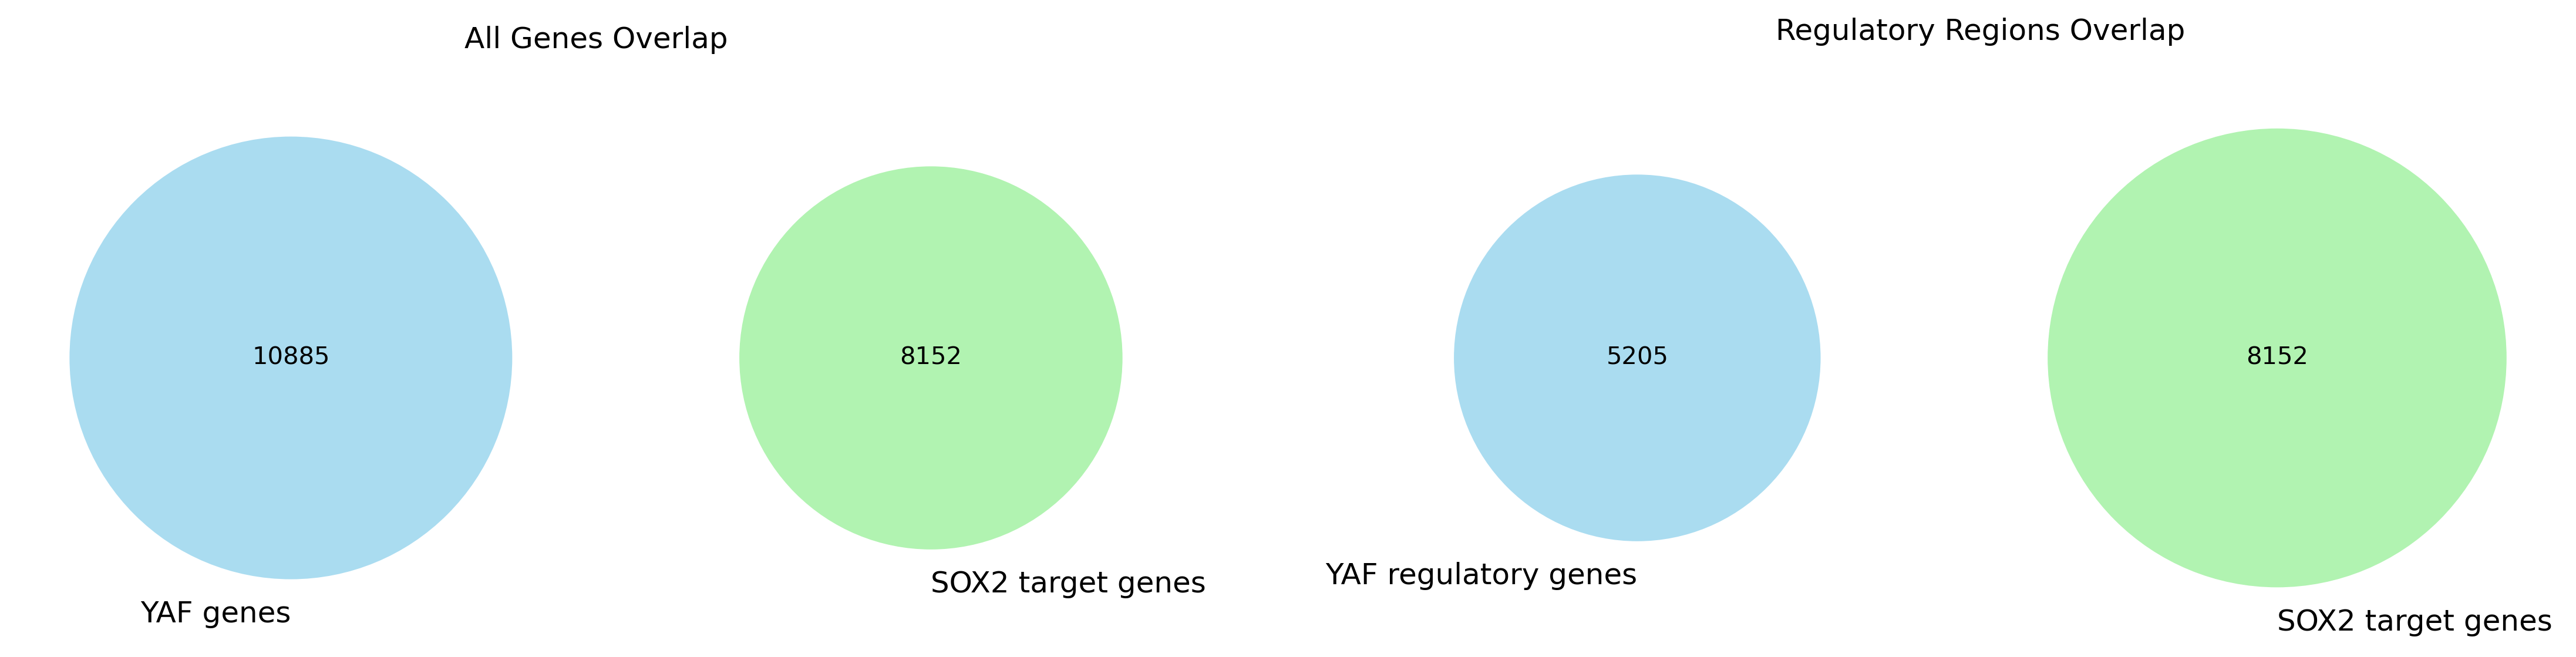 All Genes Overlap
10885
8152
YAF genes
SOX2 target genes
Regulatory Regions Overlap
5205
8152
YAF regulatory genes
SOX2 target genes